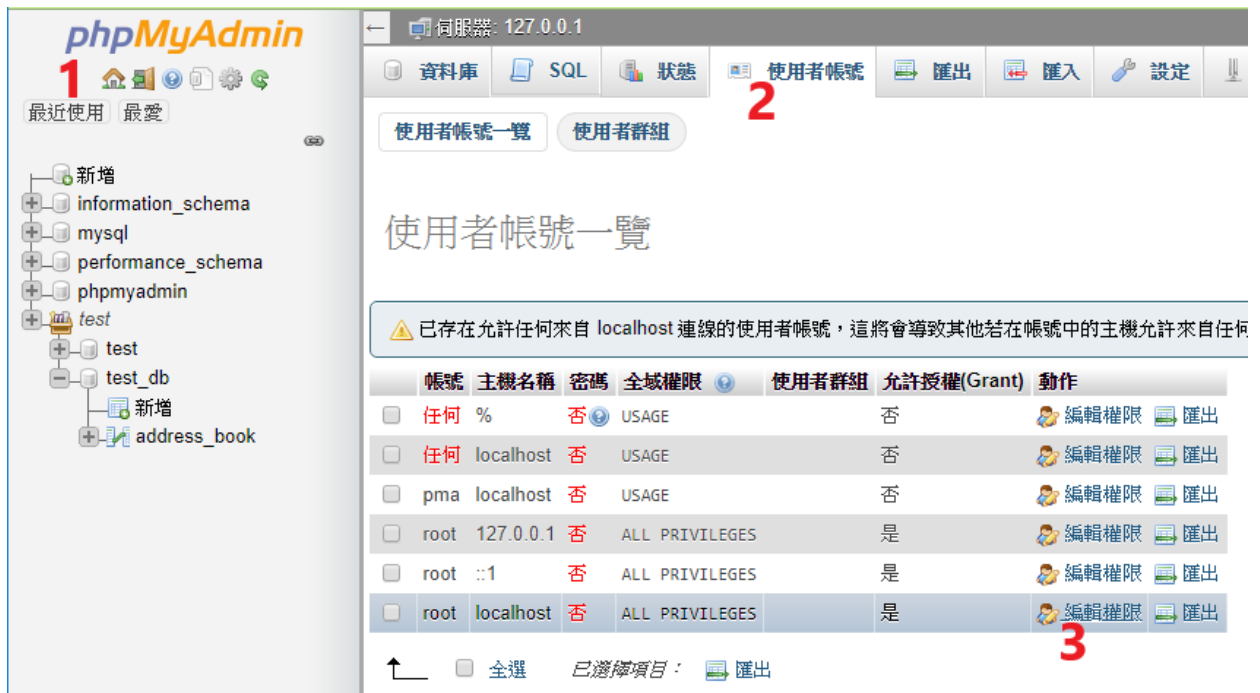 phpMyAdmin
1
最近使用 最愛
新增
information_schema
mysql
performance_schema
phpmyadmin
test
test
test_db
新增
address_book
← 伺服器: 127.0.0.1
資料庫 SQL 狀態 使用者帳號 匯出 匯入 設定
2
使用者帳號一覽 使用者群組
使用者帳號一覽
已存在允許任何來自 localhost 連線的使用者帳號，這將會導致其他若在帳號中的主機允許來自任何
帳號 主機名稱 密碼 全域權限 使用者群組 允許授權(Grant) 動作
任何 % 否 USAGE 否 編輯權限 匯出
任何 localhost 否 USAGE 否 編輯權限 匯出
pma localhost 否 USAGE 否 編輯權限 匯出
root 127.0.0.1 否 ALL PRIVILEGES 是 編輯權限 匯出
root ::1 否 ALL PRIVILEGES 是 編輯權限 匯出
root localhost 否 ALL PRIVILEGES 是 編輯權限 匯出
3
全選 已選擇項目： 匯出